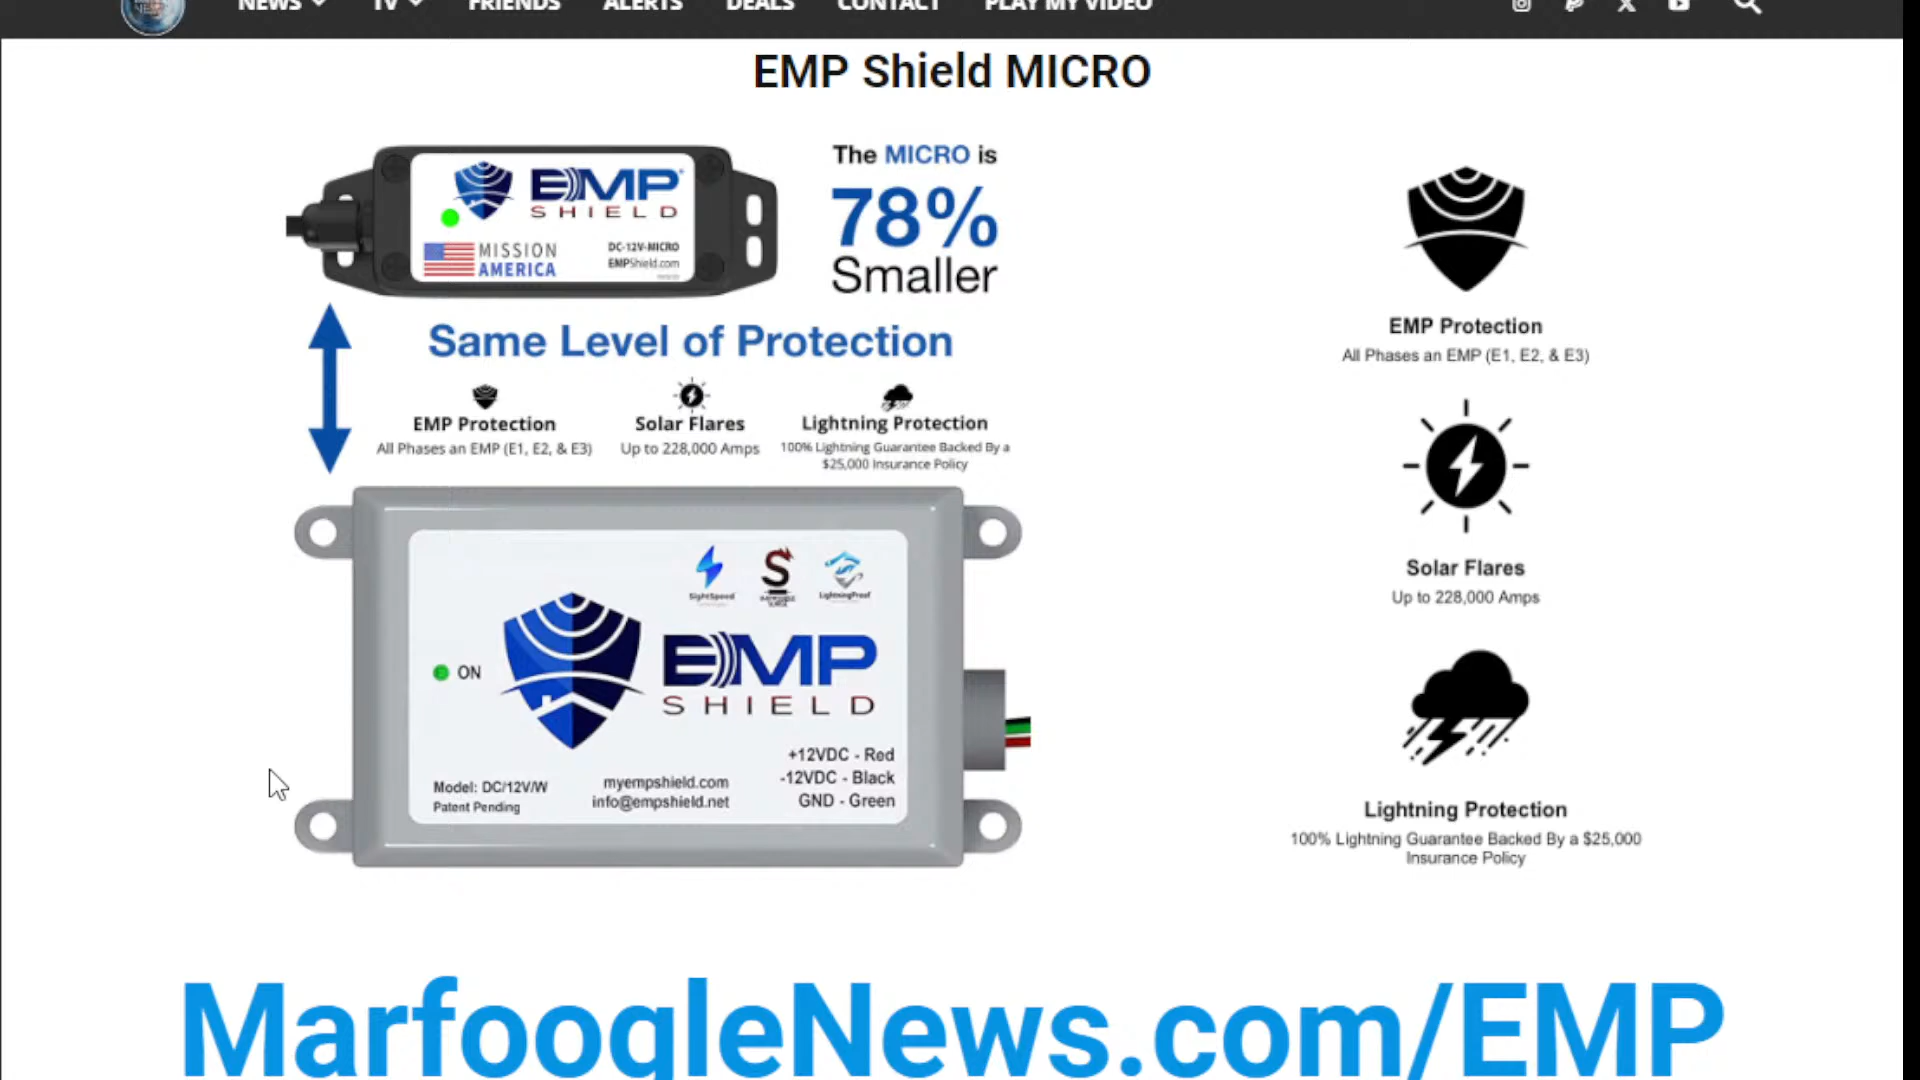 NEWS
TV
FRIENDS
ALERTS
DEALS
CONTACT
PLAY MY VIDEO
EMP Shield MICRO
EMP
SHIELD
MISSION
AMERICA
DC-12V-MICRO
EMPShield.com
The MICRO is
78%
Smaller
Same Level of Protection
EMP Protection
All Phases an EMP (E1, E2, & E3)
Solar Flares
Up to 228,000 Amps
Lightning Protection
100% Lightning Guarantee Backed By a
$25,000 Insurance Policy
SightSpeed
LightningProof
ON
EMP
SHIELD
+12VDC - Red
-12VDC - Black
GND - Green
Model: DC/12V/W
Patent Pending
myempshield.com
info@empshield.net
EMP Protection
All Phases an EMP (E1, E2, & E3)
Solar Flares
Up to 228,000 Amps
Lightning Protection
100% Lightning Guarantee Backed By a $25,000
Insurance Policy
MarfoogleNews.com/EMP